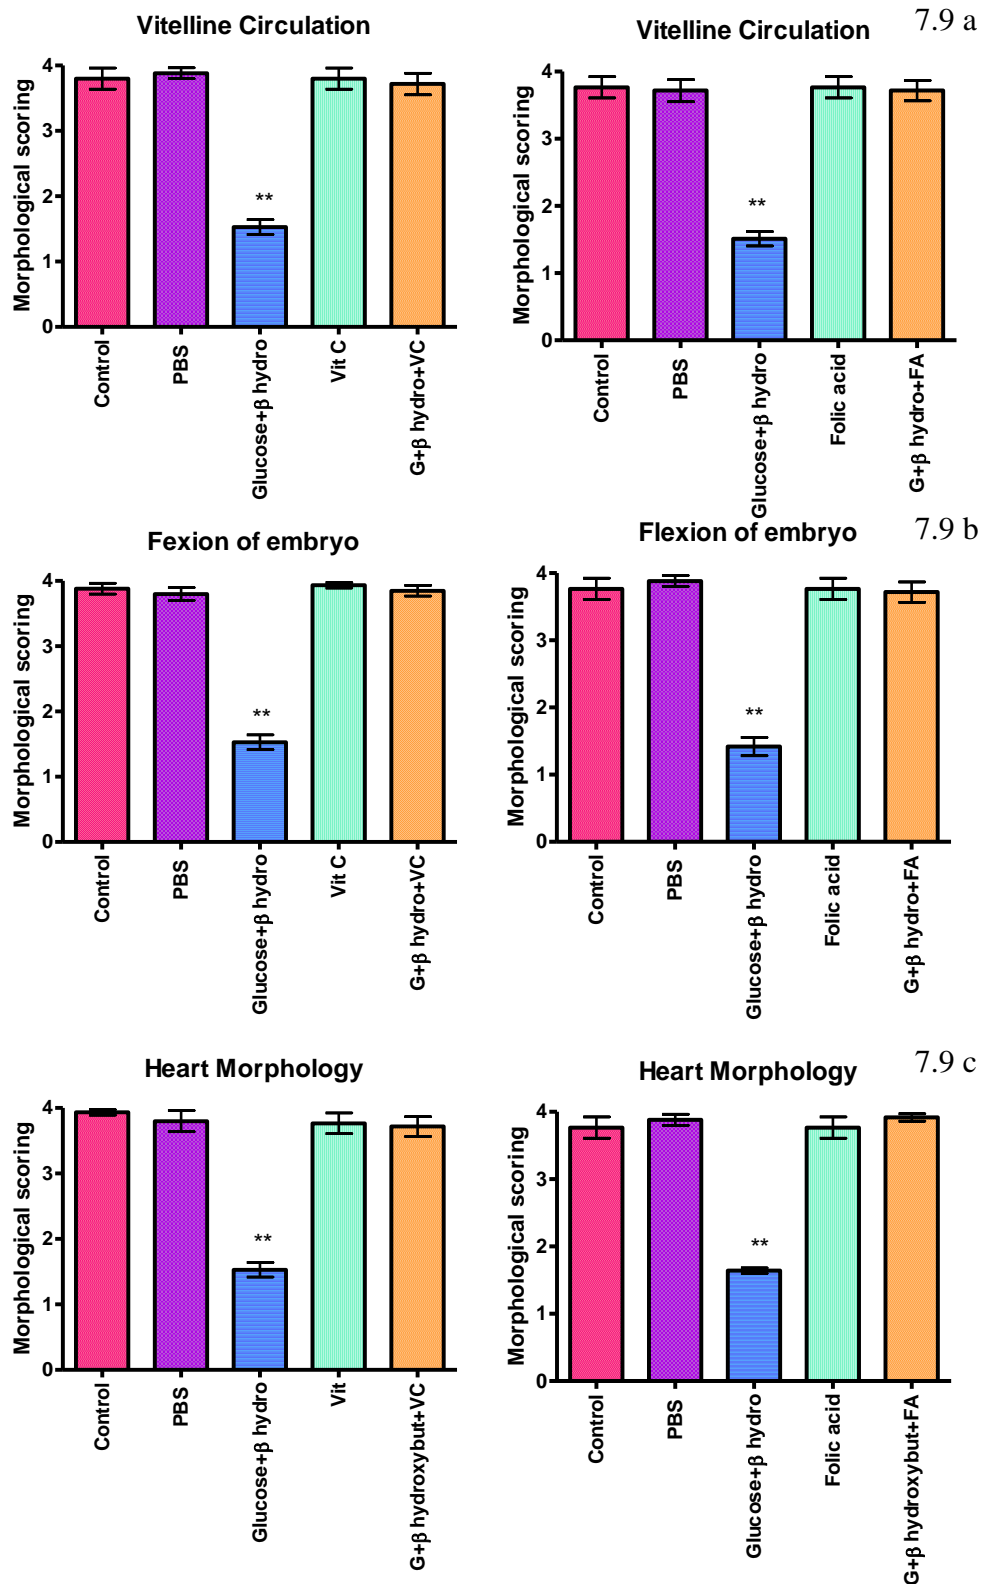 Vitelline Circulation
Morphological scoring
4
3
2
1
0
**
Control
PBS
Glucose+β hydro
Vit C
G+β hydro+VC
Vitelline Circulation
7.9 a
Morphological scoring
4
3
2
1
0
**
Control
PBS
Glucose+β hydro
Folic acid
G+β hydro+FA
Fexion of embryo
Morphological scoring
4
3
2
1
0
**
Control
PBS
Glucose+β hydro
Vit C
G+β hydro+VC
Flexion of embryo
7.9 b
Morphological scoring
4
3
2
1
0
**
Control
PBS
Glucose+β hydro
Folic acid
G+β hydro+FA
Heart Morphology
Morphological scoring
4
3
2
1
0
**
Control
PBS
Glucose+β hydro
Vit
G+β hydroxybut+VC
Heart Morphology
7.9 c
Morphological scoring
4
3
2
1
0
**
Control
PBS
Glucose+β hydro
Folic acid
G+β hydroxybut+FA